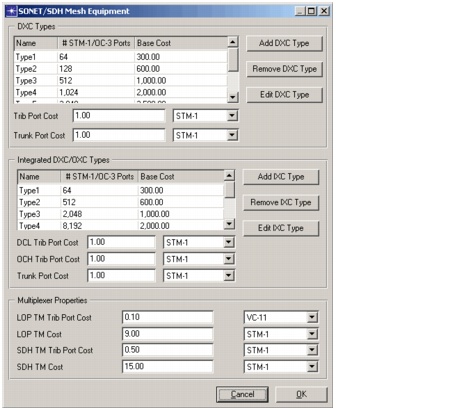 SONET/SDH Mesh Equipment
DXC Types
Name # STM-1/OC-3 Ports Base Cost
Type1 64 300.00
Type2 128 600.00
Type3 512 1,000.00
Type4 1,024 2,000.00
Add DXC Type
Remove DXC Type
Edit DXC Type
Trib Port Cost 1.00 STM-1
Trunk Port Cost 1.00 STM-1
Integrated DXC/OXC Types
Name # STM-1/OC-3 Ports Base Cost
Type1 64 300.00
Type2 512 600.00
Type3 2,048 1,000.00
Type4 8,192 2,000.00
Add IXC Type
Remove IXC Type
Edit IXC Type
DCL Trib Port Cost 1.00 STM-1
OCH Trib Port Cost 1.00 STM-1
Trunk Port Cost 1.00 STM-1
Multiplexer Properties
LOP TM Trib Port Cost 0.10 VC-11
LOP TM Cost 9.00 STM-1
SDH TM Trib Port Cost 0.50 STM-1
SDH TM Cost 15.00 STM-1
Cancel OK